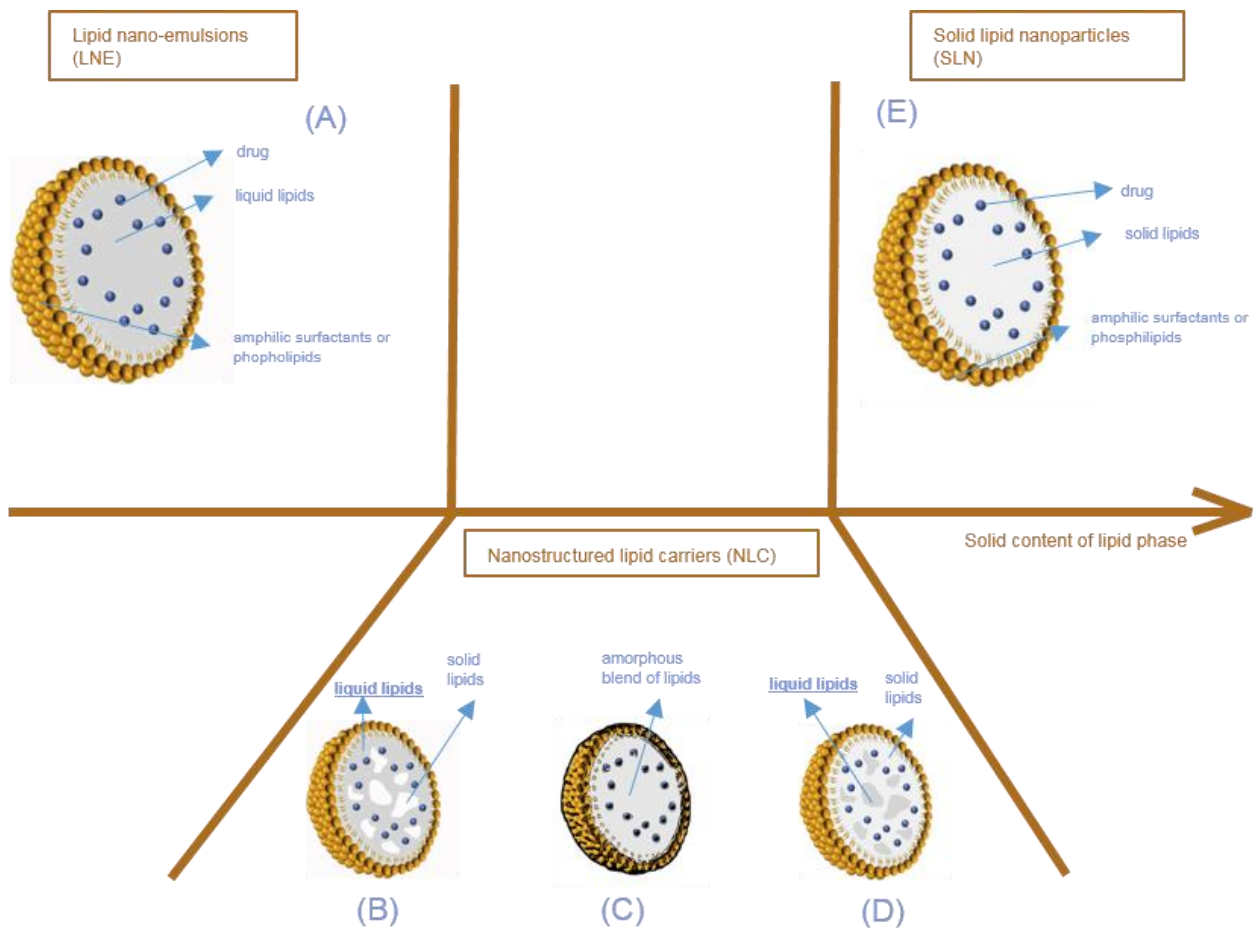 Lipid nano-emulsions
(LNE)
Solid lipid nanoparticles
(SLN)
(A)
(E)
drug
liquid lipids
amphilic surfactants or
phopholipids
drug
solid lipids
amphilic surfactants or
phosphilipids
Solid content of lipid phase
Nanostructured lipid carriers (NLC)
liquid lipids
solid
lipids
amorphous
blend of lipids
liquid lipids
solid
lipids
(B)
(C)
(D)